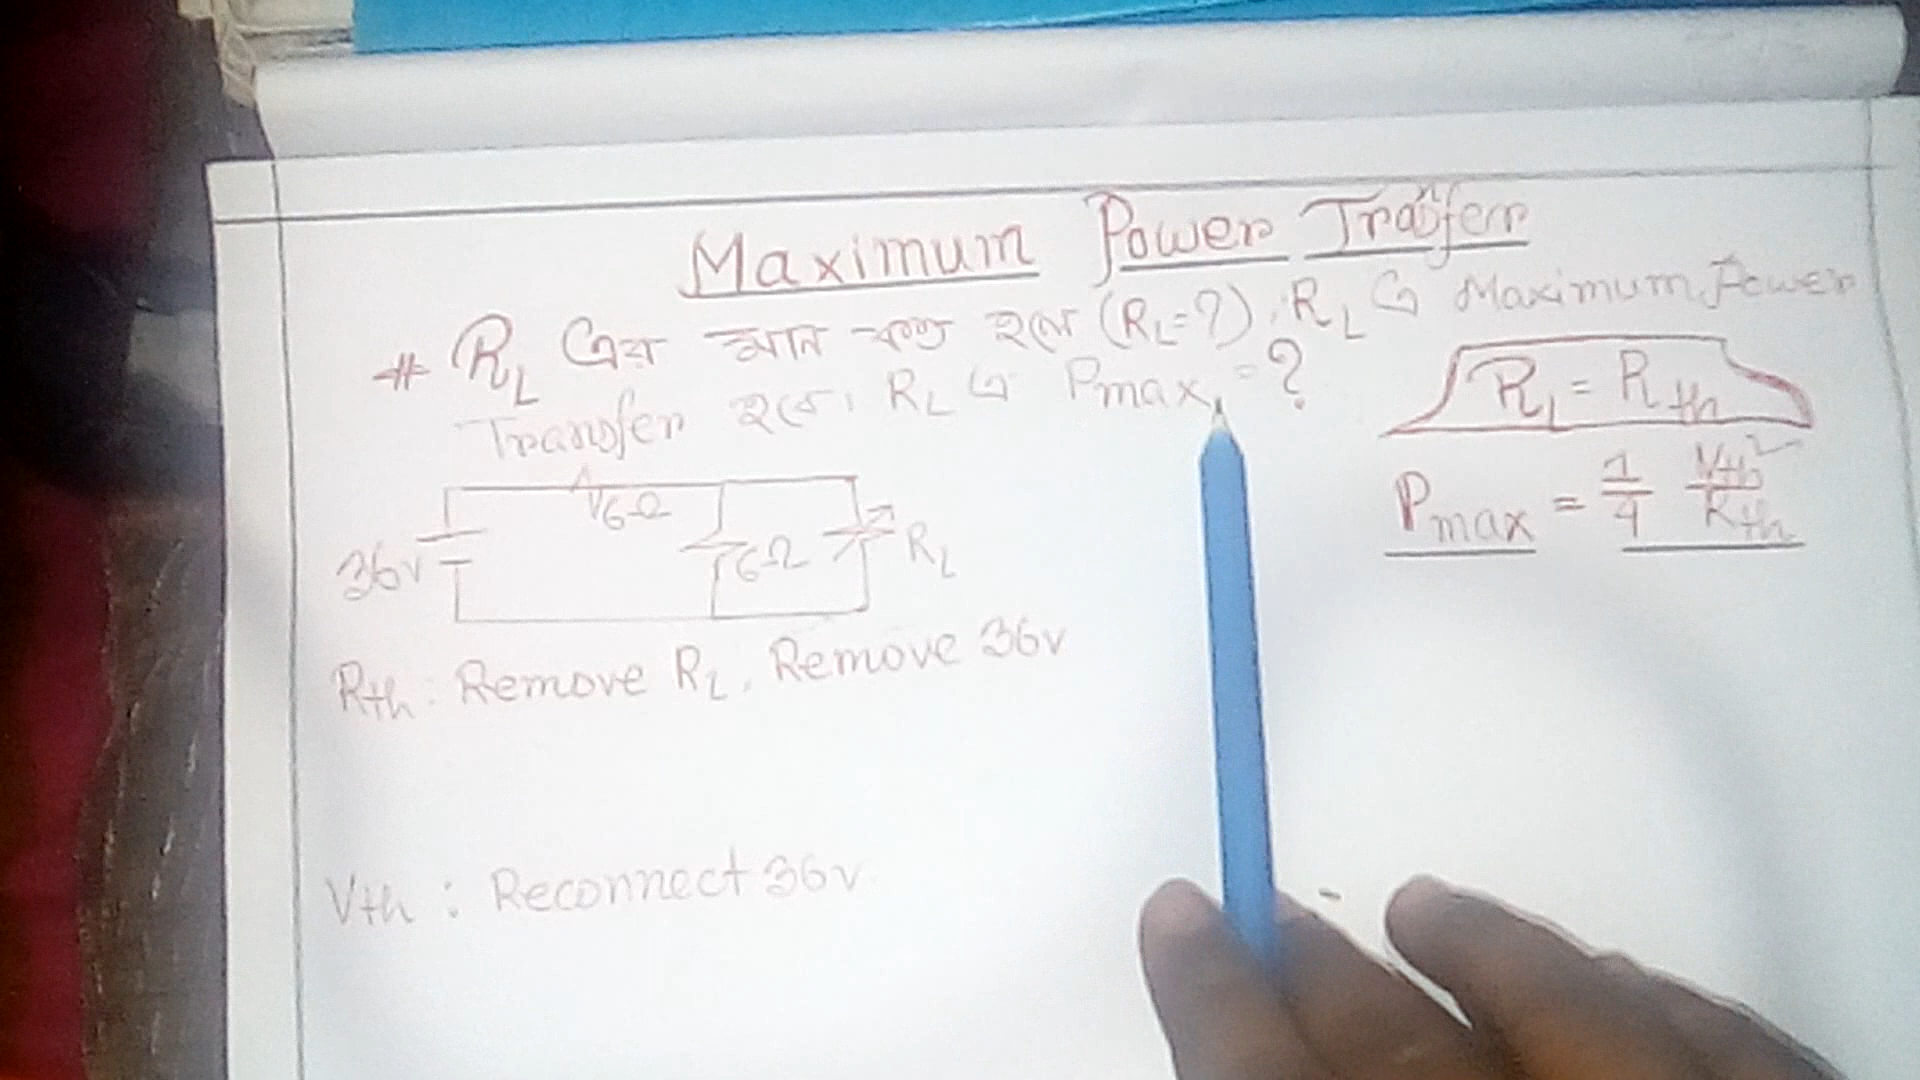 Maximum Power Transferr
# RL এর মান কত হলে (RL=?), RL এ Maximum Power
Transfer হবে। RL এ Pmax = ?
RL = Rth
Pmax = 1/4 Vth²/Rth
6Ω
36v
6Ω
RL
Rth : Remove RL, Remove 36v
Vth : Reconnect 36v